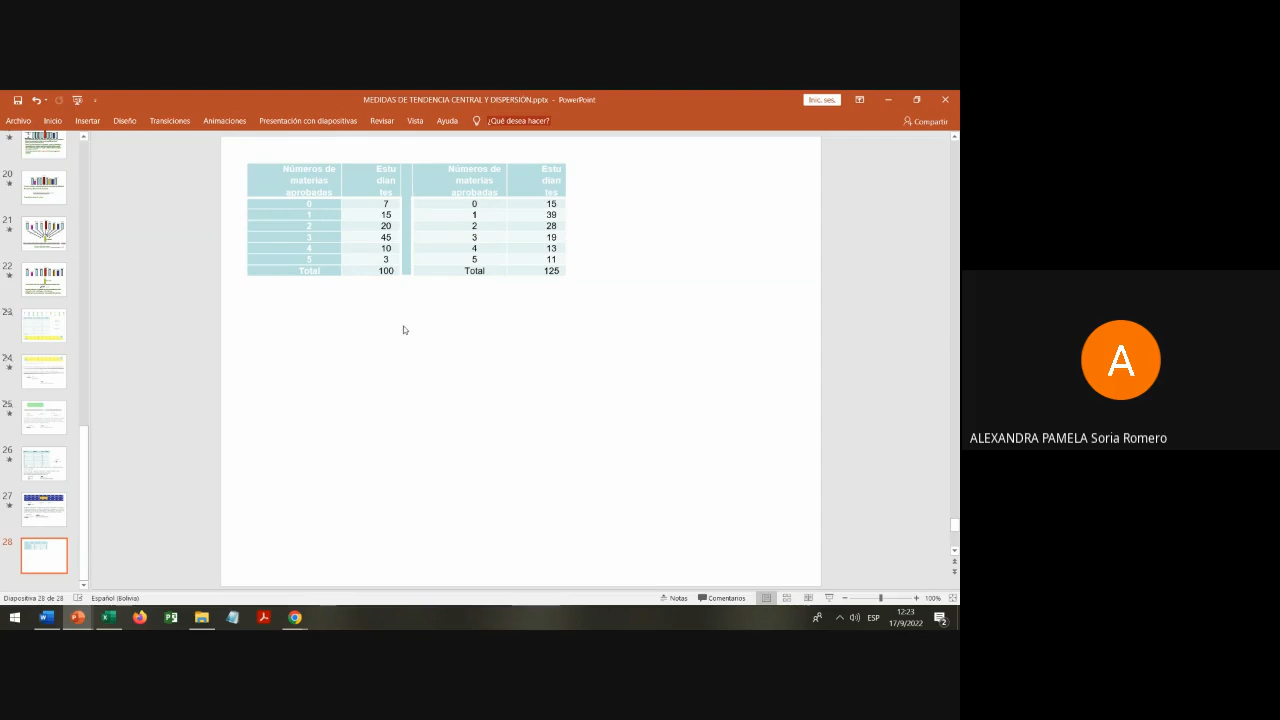 MEDIDAS DE TENDENCIA CENTRAL Y DISPERSIÓN.pptx - PowerPoint
Inic. ses.
Archivo Inicio Insertar Diseño Transiciones Animaciones Presentación con diapositivas Revisar Vista Ayuda ¿Qué desea hacer? Compartir
Números de materias aprobadas Estu dian tes Números de materias aprobadas Estu dian tes
0 7 0 15
1 15 1 39
2 20 2 28
3 45 3 19
4 10 4 13
5 3 5 11
Total 100 Total 125
20
21
22
23
24
25
26
27
28
A
ALEXANDRA PAMELA Soria Romero
Diapositiva 28 de 28 Español (Bolivia) Notas Comentarios 100%
ESP
12:23
17/9/2022
2